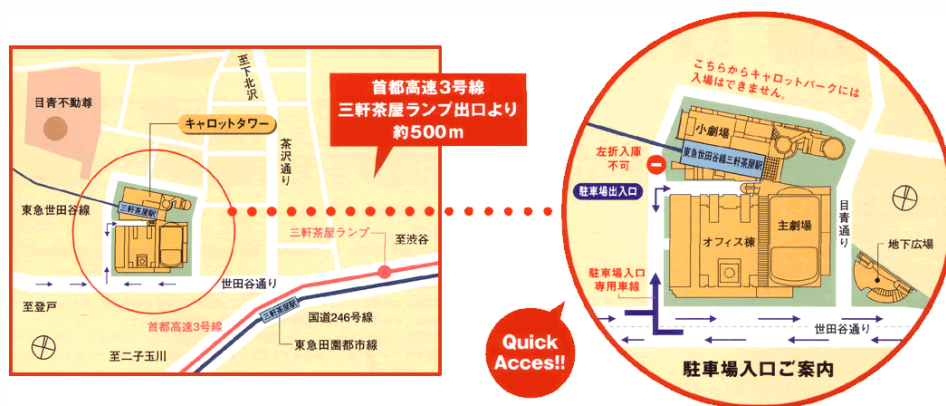 至下北沢
目青不動尊
キャロットタワー
茶沢通り
首都高速3号線
三軒茶屋ランプ出口より
約500m
三軒茶屋駅
東急世田谷線
三軒茶屋ランプ
至渋谷
世田谷通り
至登戸
首都高速3号線
三軒茶屋駅
国道246号線
東急田園都市線
至二子玉川
こちらからキャロットパークには
入場はできません。
小劇場
東急世田谷線三軒茶屋駅
左折入庫
不可
駐車場出入口
目青通り
オフィス棟
主劇場
地下広場
駐車場入口
専用車線
世田谷通り
駐車場入口ご案内
Quick
Acces!!